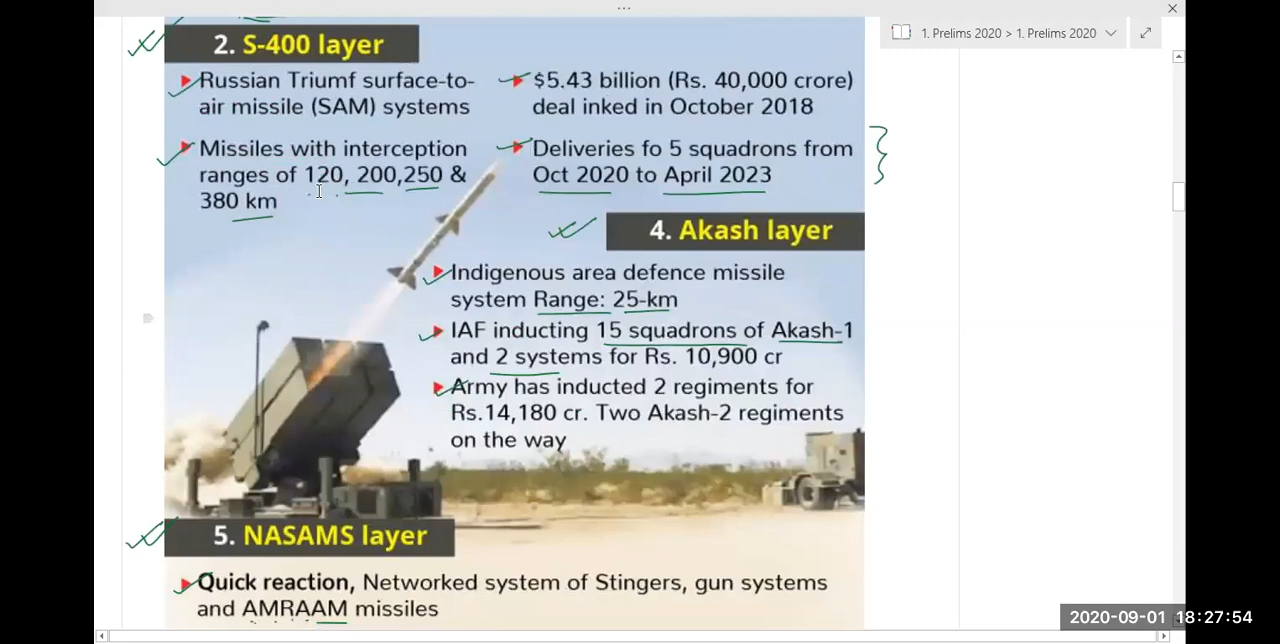 ...
1. Prelims 2020 > 1. Prelims 2020
2. S-400 layer
Russian Triumf surface-to-
air missile (SAM) systems
Missiles with interception
ranges of 120, 200,250 &
380 km
$5.43 billion (Rs. 40,000 crore)
deal inked in October 2018
Deliveries fo 5 squadrons from
Oct 2020 to April 2023
4. Akash layer
Indigenous area defence missile
system Range: 25-km
IAF inducting 15 squadrons of Akash-1
and 2 systems for Rs. 10,900 cr
Army has inducted 2 regiments for
Rs.14,180 cr. Two Akash-2 regiments
on the way
5. NASAMS layer
Quick reaction, Networked system of Stingers, gun systems
and AMRAAM missiles
2020-09-01 18:27:54